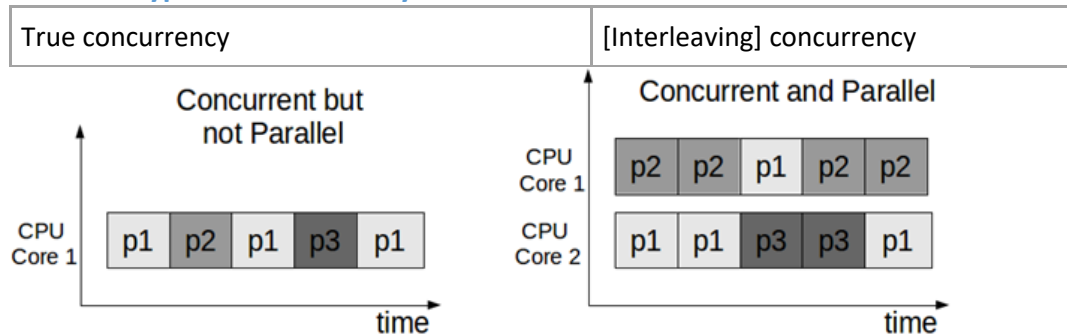 True concurrency
[Interleaving] concurrency
Concurrent but
not Parallel
CPU
Core 1
p1 p2 p1 p3 p1
time
Concurrent and Parallel
CPU
Core 1
p2 p2 p1 p2 p2
CPU
Core 2
p1 p1 p3 p3 p1
time